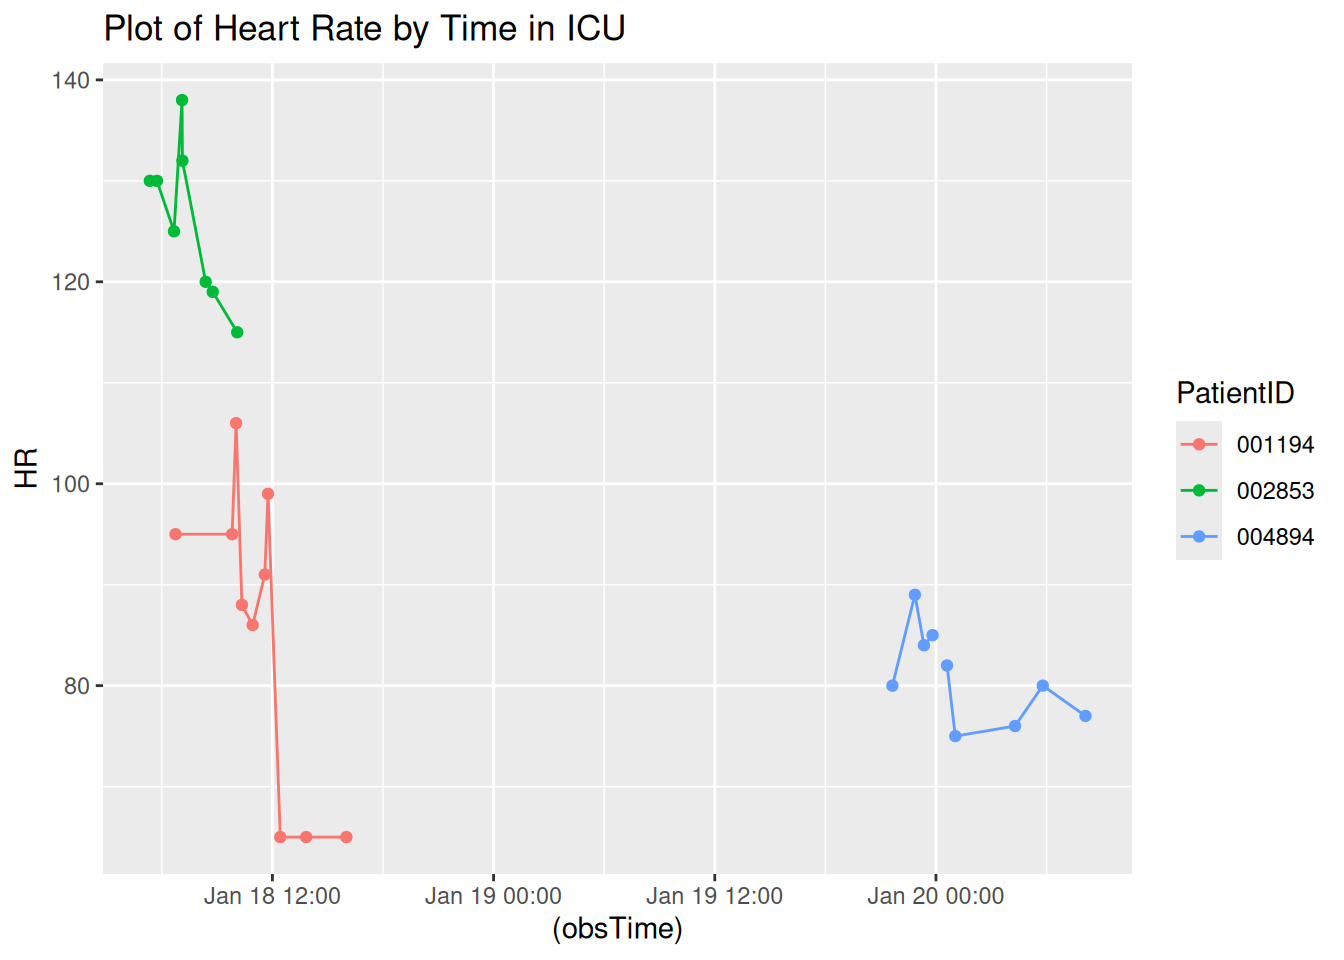 Plot of Heart Rate by Time in ICU
140
120
100
80
HR
Jan 18 12:00
Jan 19 00:00
Jan 19 12:00
Jan 20 00:00
(obsTime)
PatientID
001194
002853
004894